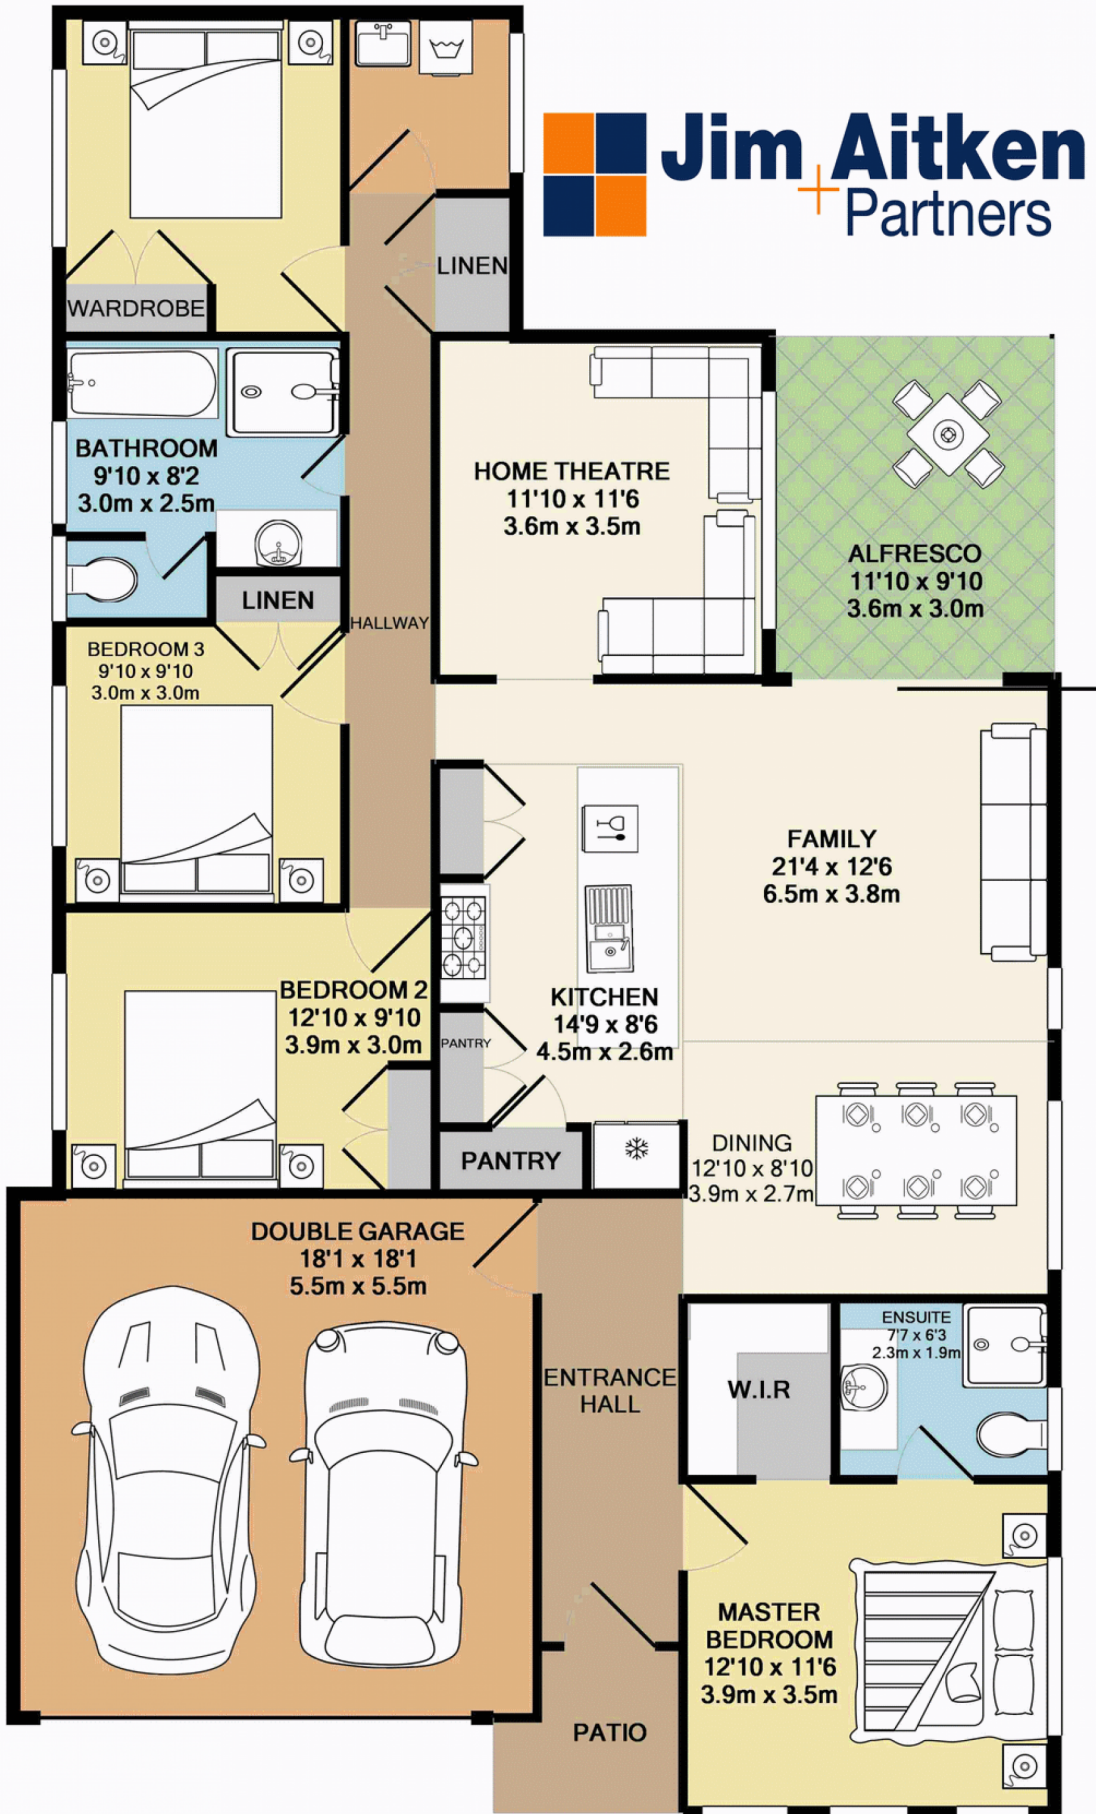 Jim Aitken
+
Partners
LINEN
WARDROBE
BATHROOM
9'10 x 8'2
3.0m x 2.5m
HOME THEATRE
11'10 x 11'6
3.6m x 3.5m
ALFRESCO
11'10 x 9'10
3.6m x 3.0m
LINEN
HALLWAY
BEDROOM 3
9'10 x 9'10
3.0m x 3.0m
FAMILY
21'4 x 12'6
6.5m x 3.8m
BEDROOM 2
12'10 x 9'10
3.9m x 3.0m
KITCHEN
14'9 x 8'6
4.5m x 2.6m
PANTRY
PANTRY
DINING
12'10 x 8'10
3.9m x 2.7m
DOUBLE GARAGE
18'1 x 18'1
5.5m x 5.5m
ENTRANCE
HALL
W.I.R
ENSUITE
7'7 x 6'3
2.3m x 1.9m
MASTER
BEDROOM
12'10 x 11'6
3.9m x 3.5m
PATIO